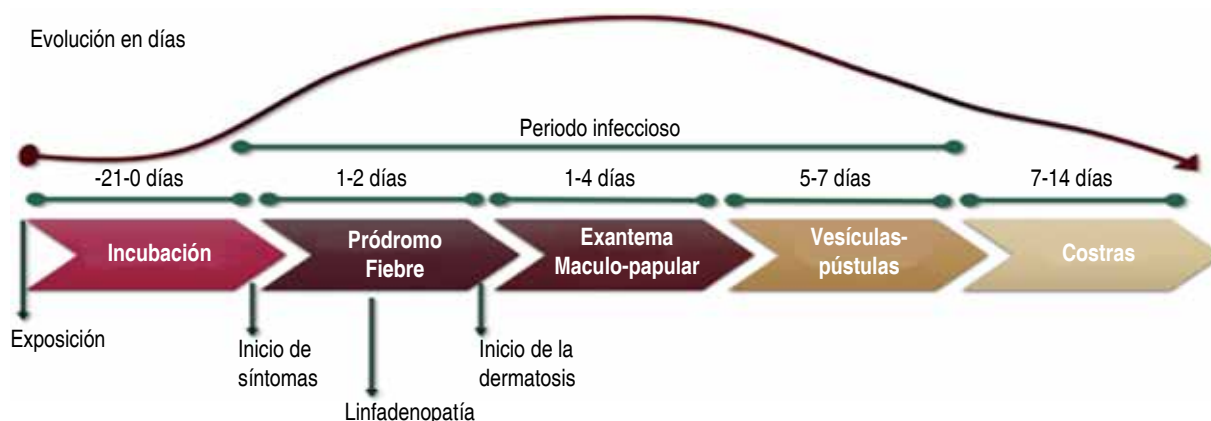 Evolución en días
Periodo infeccioso
-21-0 días
1-2 días
1-4 días
5-7 días
7-14 días
Incubación
Pródromo
Fiebre
Exantema
Maculo-papular
Vesículas-
pústulas
Costras
Exposición
Inicio de
síntomas
Linfadenopatía
Inicio de la
dermatosis